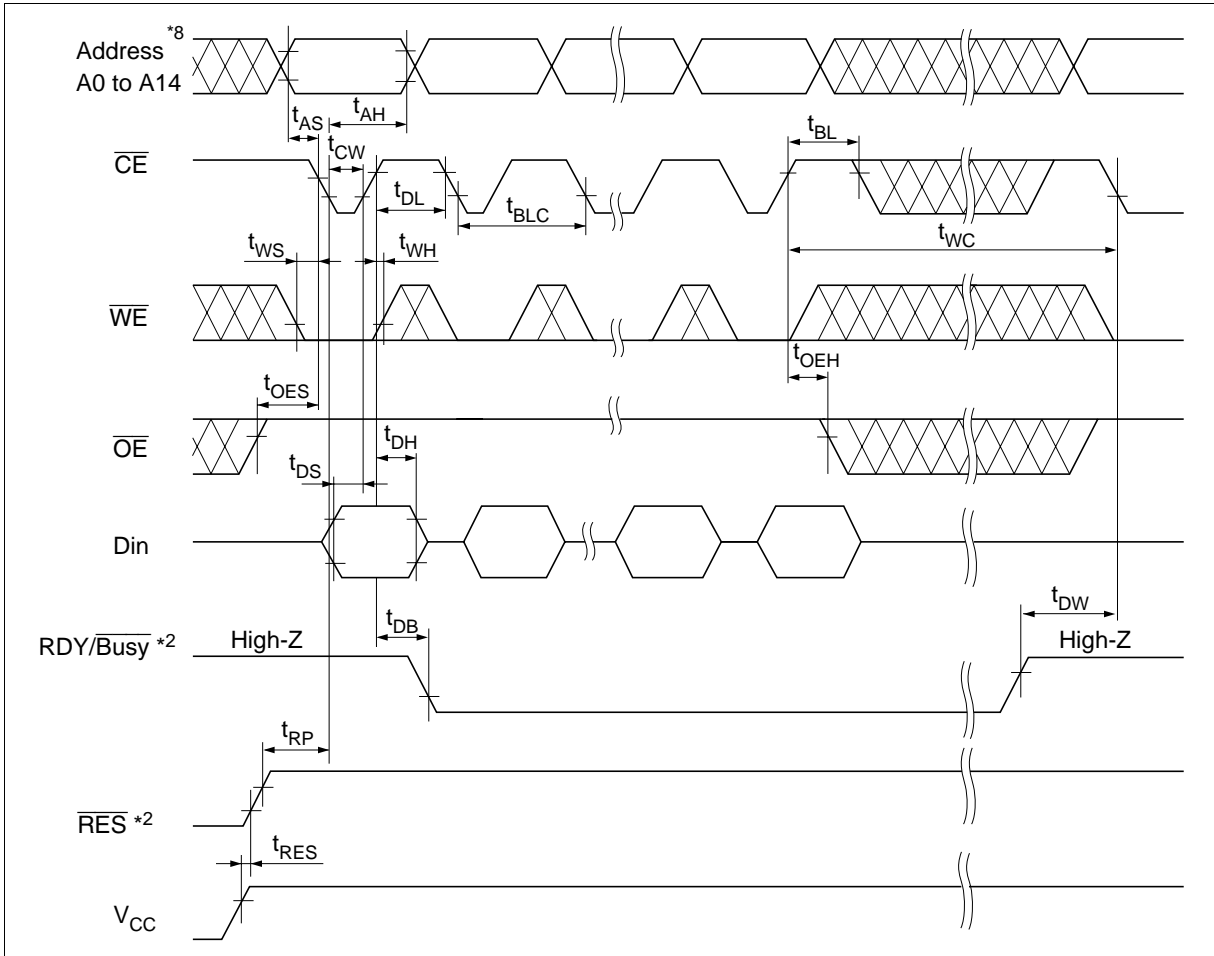 Address *8
A0 to A14
tAH
tAS
tCW
tBL
CE
tDL
tBLC
tWC
tWS
tWH
WE
tOEH
tOES
OE
tDH
tDS
Din
tDW
tDB
RDY/Busy *2
High-Z
High-Z
tRP
RES *2
tRES
VCC